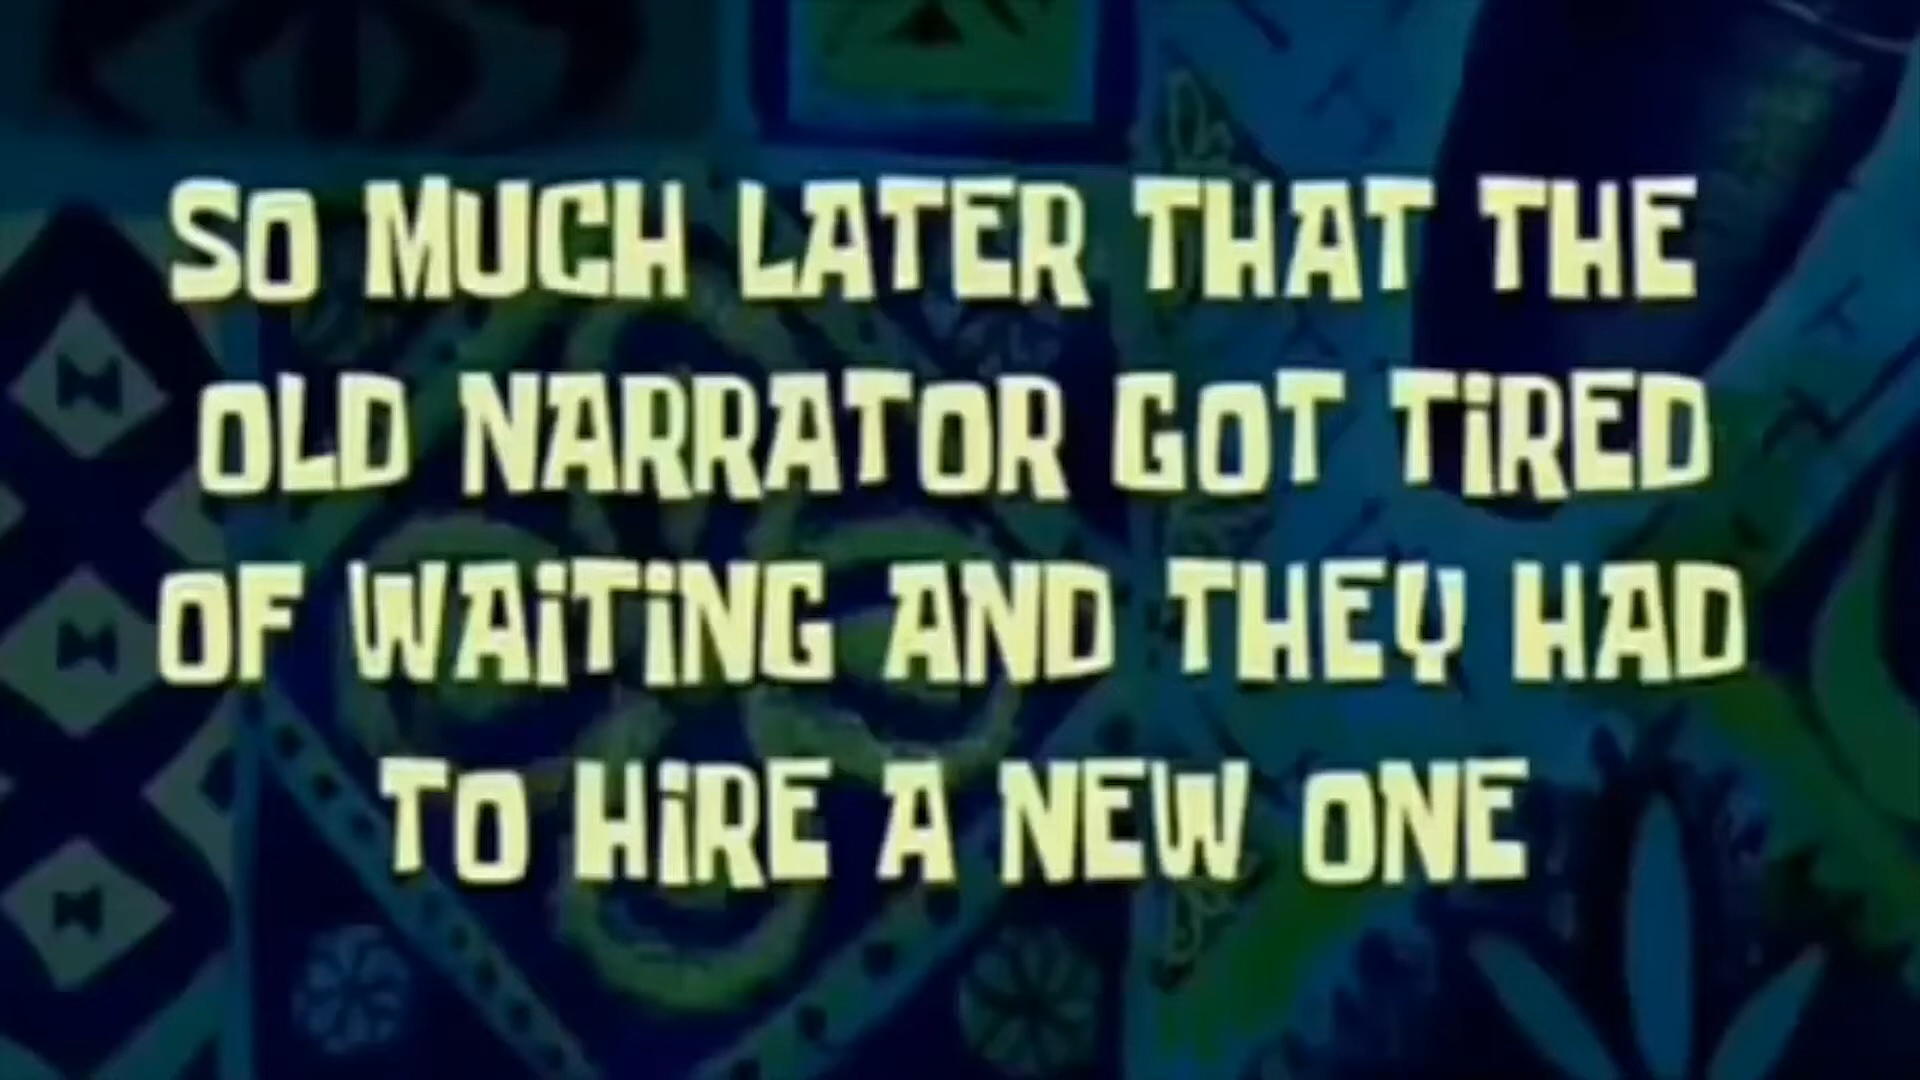 SO MUCH LATER THAT THE
OLD NARRATOR GOT TiRED
OF WAiTiNG AND THEY HAD
TO HiRE A NEW ONE